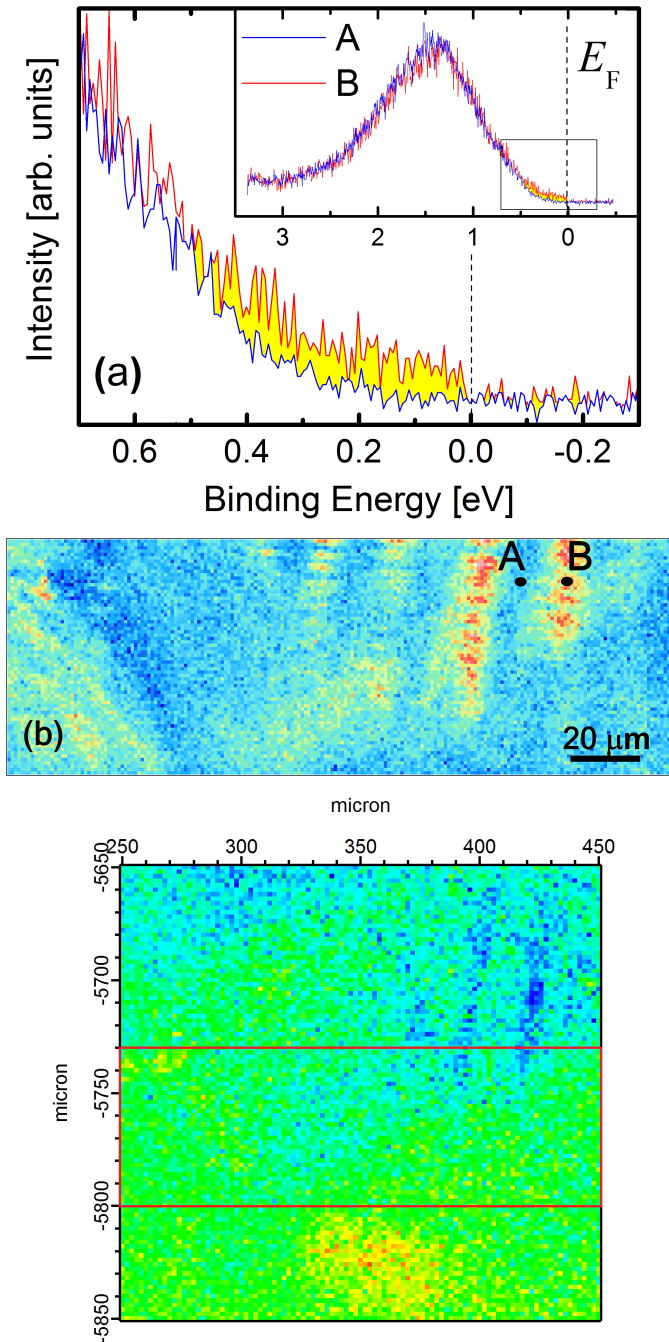 A
B
E_F
3 2 1 0
Intensity [arb. units]
(a)
0.6 0.4 0.2 0.0 -0.2
Binding Energy [eV]
A B
(b)
20 μm
micron
250 300 350 400 450
micron
-5650
-5700
-5750
-5800
-5850